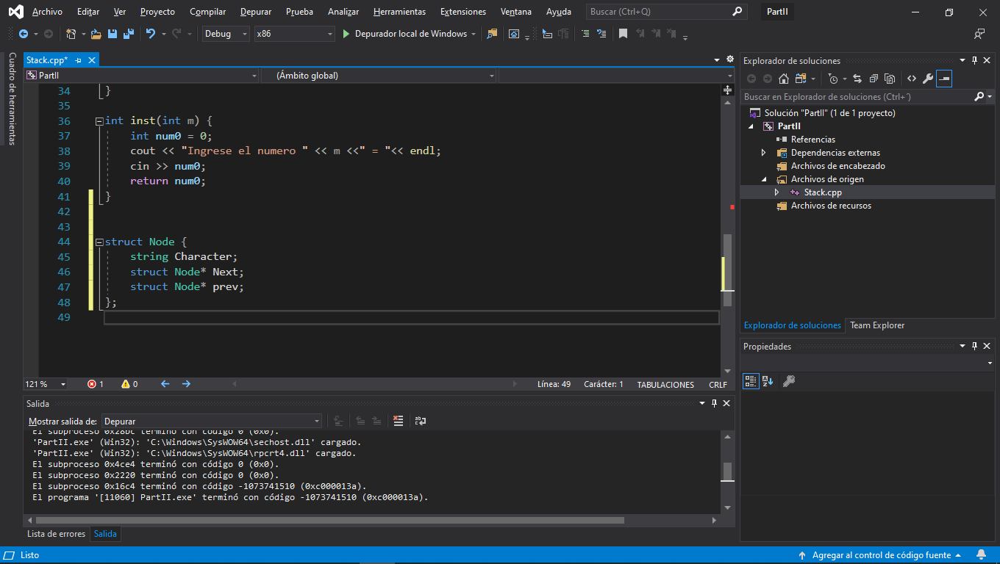 Archivo Editar Ver Proyecto Compilar Depurar Prueba Analizar Herramientas Extensiones Ventana Ayuda Buscar (Ctrl+Q) PartII
Debug x86 Depurador local de Windows
Cuadro de herramientas
Stack.cpp*
PartII (Ámbito global)
34 }
35
36 int inst(int m) {
37 int num0 = 0;
38 cout << "Ingrese el numero " << m <<" = "<< endl;
39 cin >> num0;
40 return num0;
41 }
42
43
44 struct Node {
45 string Character;
46 struct Node* Next;
47 struct Node* prev;
48 };
49
121 % 1 0 Línea: 49 Carácter: 1 TABULACIONES CRLF
Salida
Mostrar salida de: Depurar
El subproceso 0x28bc terminó con código 0 (0x0).
'PartII.exe' (Win32): 'C:\Windows\SysWOW64\sechost.dll' cargado.
'PartII.exe' (Win32): 'C:\Windows\SysWOW64\rpcrt4.dll' cargado.
El subproceso 0x4ce4 terminó con código 0 (0x0).
El subproceso 0x2220 terminó con código 0 (0x0).
El subproceso 0x16c4 terminó con código -1073741510 (0xc000013a).
El programa '[11060] PartII.exe' terminó con código -1073741510 (0xc000013a).
Lista de errores Salida
Explorador de soluciones
Buscar en Explorador de soluciones (Ctrl+´)
Solución "PartII" (1 de 1 proyecto)
PartII
Referencias
Dependencias externas
Archivos de encabezado
Archivos de origen
Stack.cpp
Archivos de recursos
Explorador de soluciones Team Explorer
Propiedades
Listo Agregar al control de código fuente